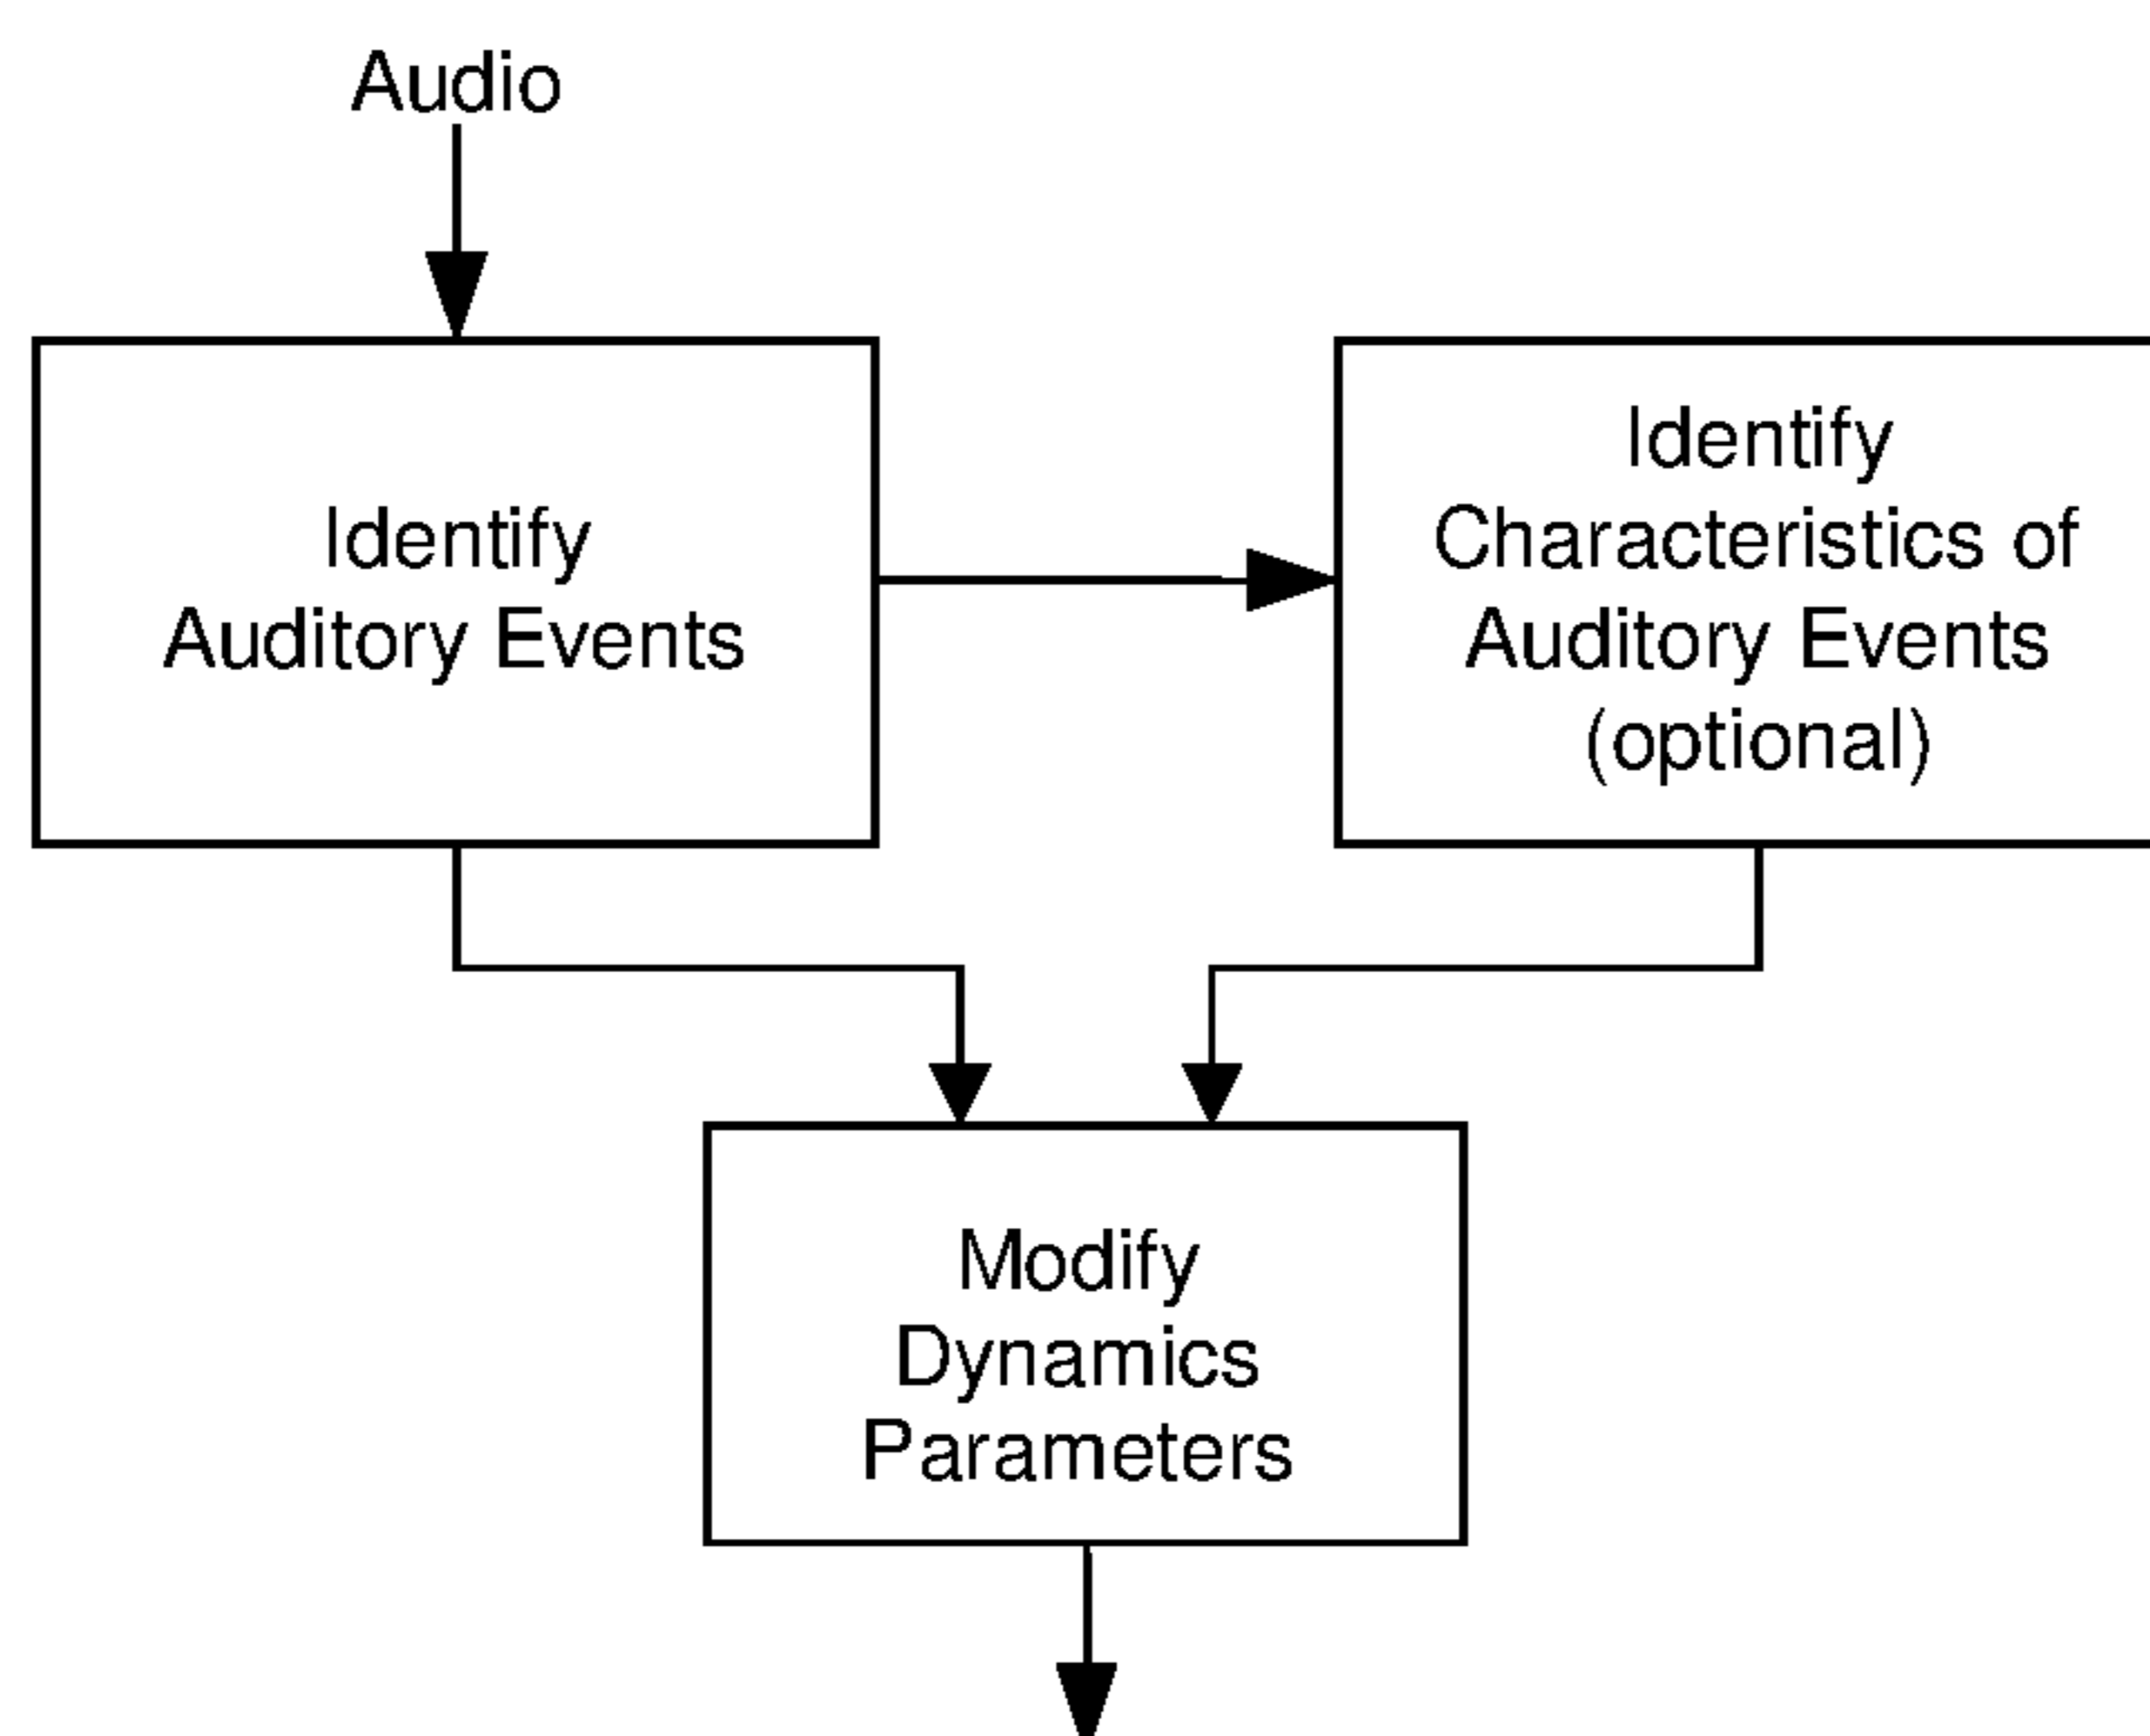 Audio
Identify
Auditory Events
Identify
Characteristics of
Auditory Events
(optional)
Modify
Dynamics
Parameters